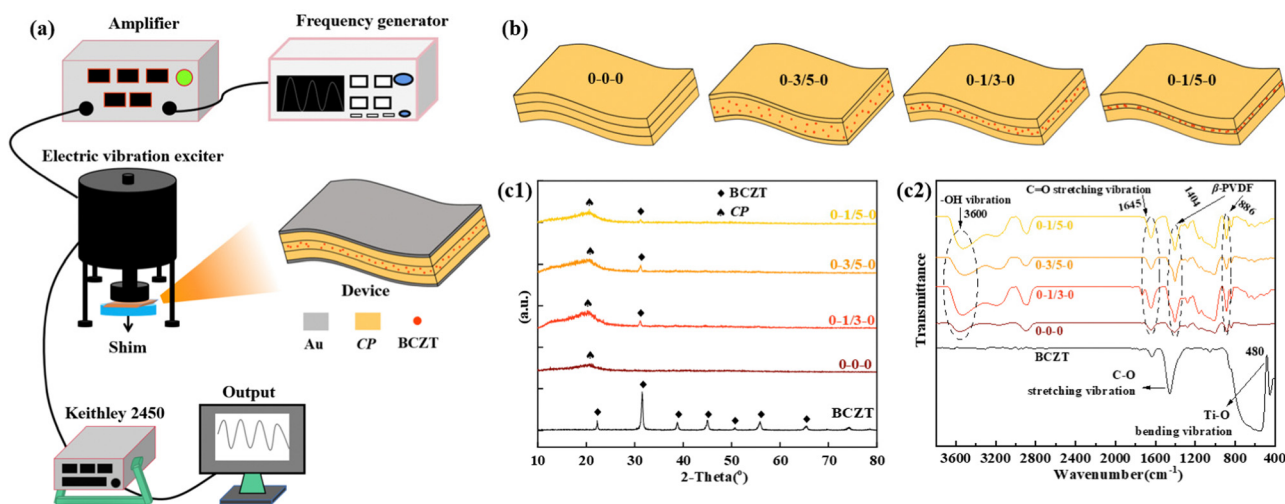 (a)
Amplifier
Frequency generator
Electric vibration exciter
Shim
Device
Au
CP
BCZT
Keithley 2450
Output
(b)
0-0-0
0-3/5-0
0-1/3-0
0-1/5-0
(c1)
BCZT
CP
0-1/5-0
0-3/5-0
0-1/3-0
0-0-0
BCZT
(a.u.)
10 20 30 40 50 60 70 80
2-Theta(°)
(c2)
C=O stretching vibration
-OH vibration
3600
1645
1404
β-PVDF
886
0-1/5-0
0-3/5-0
0-1/3-0
0-0-0
BCZT
480
C-O
stretching vibration
Ti-O
bending vibration
Transmittance
3600 3200 2800 2400 2000 1600 1200 800 400
Wavenumber(cm⁻¹)